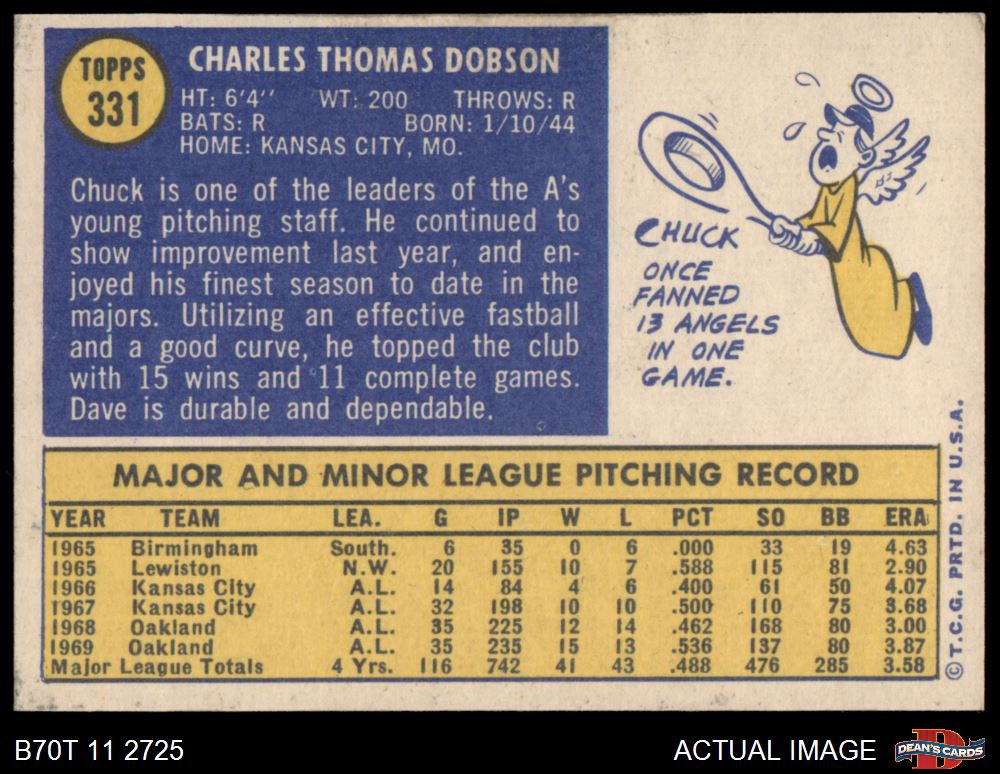 TOPPS
331
CHARLES THOMAS DOBSON
HT: 6'4'' WT: 200 THROWS: R
BATS: R BORN: 1/10/44
HOME: KANSAS CITY, MO.
Chuck is one of the leaders of the A's
young pitching staff. He continued to
show improvement last year, and en-
joyed his finest season to date in the
majors. Utilizing an effective fastball
and a good curve, he topped the club
with 15 wins and 11 complete games.
Dave is durable and dependable.
CHUCK
ONCE
FANNED
13 ANGELS
IN ONE
GAME.
MAJOR AND MINOR LEAGUE PITCHING RECORD
YEAR TEAM LEA. G IP W L PCT SO BB ERA
1965 Birmingham South. 6 35 0 6 .000 33 19 4.63
1965 Lewiston N.W. 20 155 10 7 .588 115 81 2.90
1966 Kansas City A.L. 14 84 4 6 .400 61 50 4.07
1967 Kansas City A.L. 32 198 10 10 .500 110 75 3.68
1968 Oakland A.L. 35 225 12 14 .462 168 80 3.00
1969 Oakland A.L. 35 235 15 13 .536 137 80 3.87
Major League Totals 4 Yrs. 116 742 41 43 .488 476 285 3.58
© T.C.G. PRTD. IN U.S.A.
B70T 11 2725
ACTUAL IMAGE
D
DEAN'S CARDS